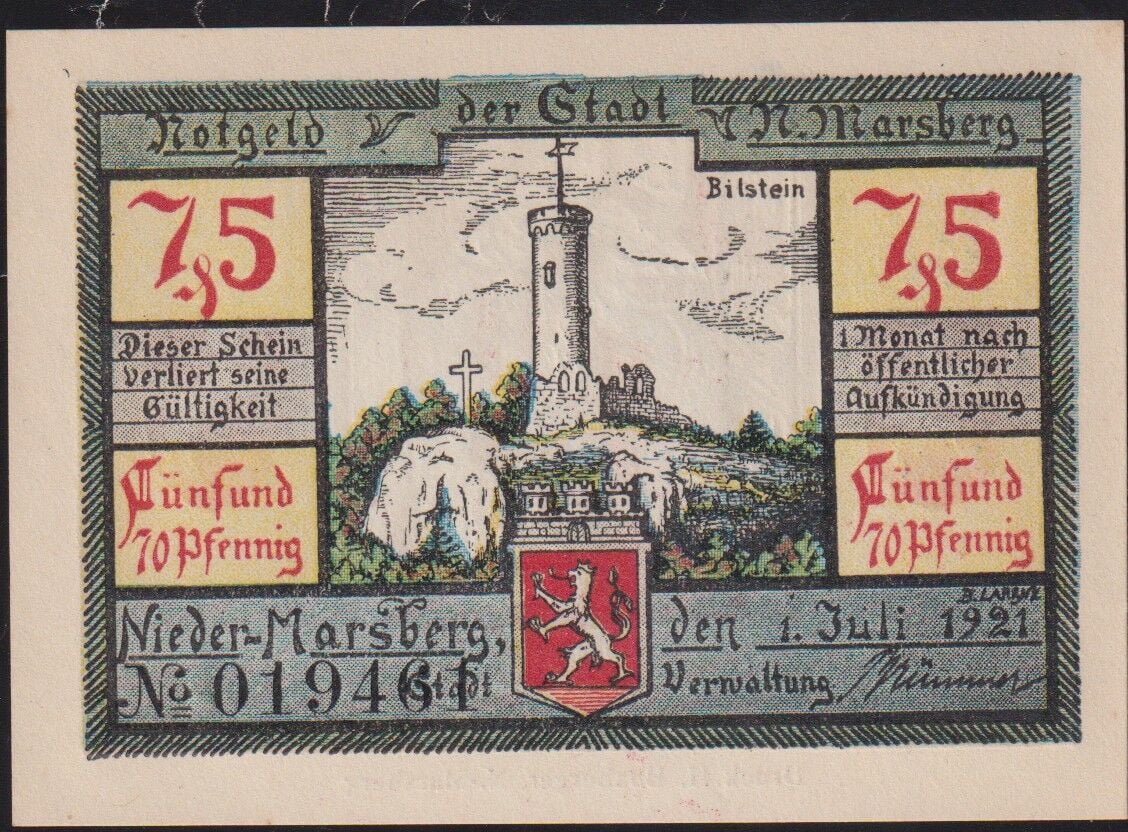 Notgeld der Stadt N.Marsberg
Bilstein
75
75
Dieser Schein
verliert seine
Gültigkeit
1 Monat nach
öffentlicher
Aufkündigung
Fünfund
70 Pfennig
Fünfund
70 Pfennig
Nieder-Marsberg, den 1. Juli 1921
No 019461
Stadt Verwaltung